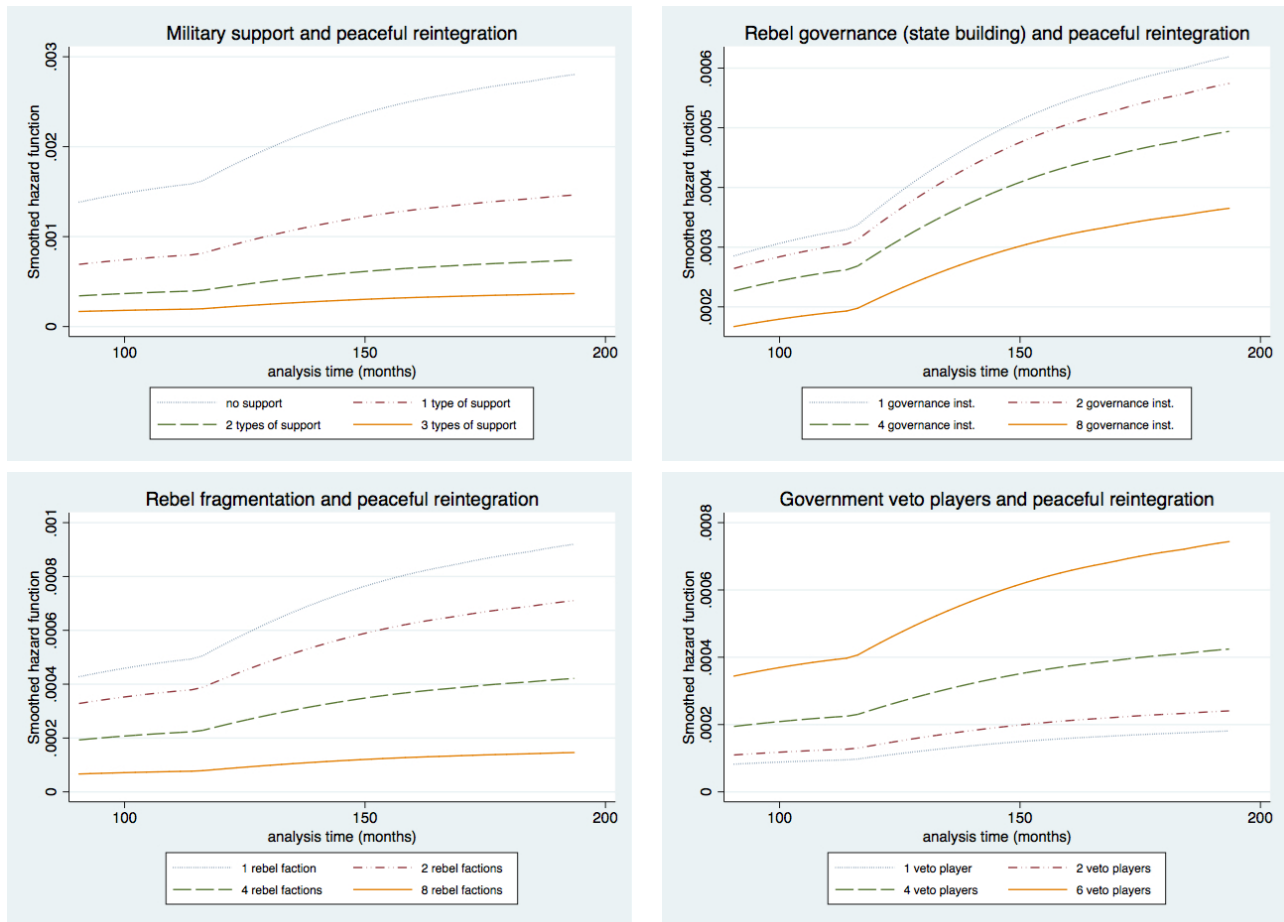 Military support and peaceful reintegration
Smoothed hazard function
.003
.002
.001
0
100 150 200
analysis time (months)
no support 1 type of support
2 types of support 3 types of support
Rebel governance (state building) and peaceful reintegration
Smoothed hazard function
.0006
.0005
.0004
.0003
.0002
100 150 200
analysis time (months)
1 governance inst. 2 governance inst.
4 governance inst. 8 governance inst.
Rebel fragmentation and peaceful reintegration
Smoothed hazard function
.001
.0008
.0006
.0004
.0002
0
100 150 200
analysis time (months)
1 rebel faction 2 rebel factions
4 rebel factions 8 rebel factions
Government veto players and peaceful reintegration
Smoothed hazard function
.0008
.0006
.0004
.0002
0
100 150 200
analysis time (months)
1 veto player 2 veto players
4 veto players 6 veto players